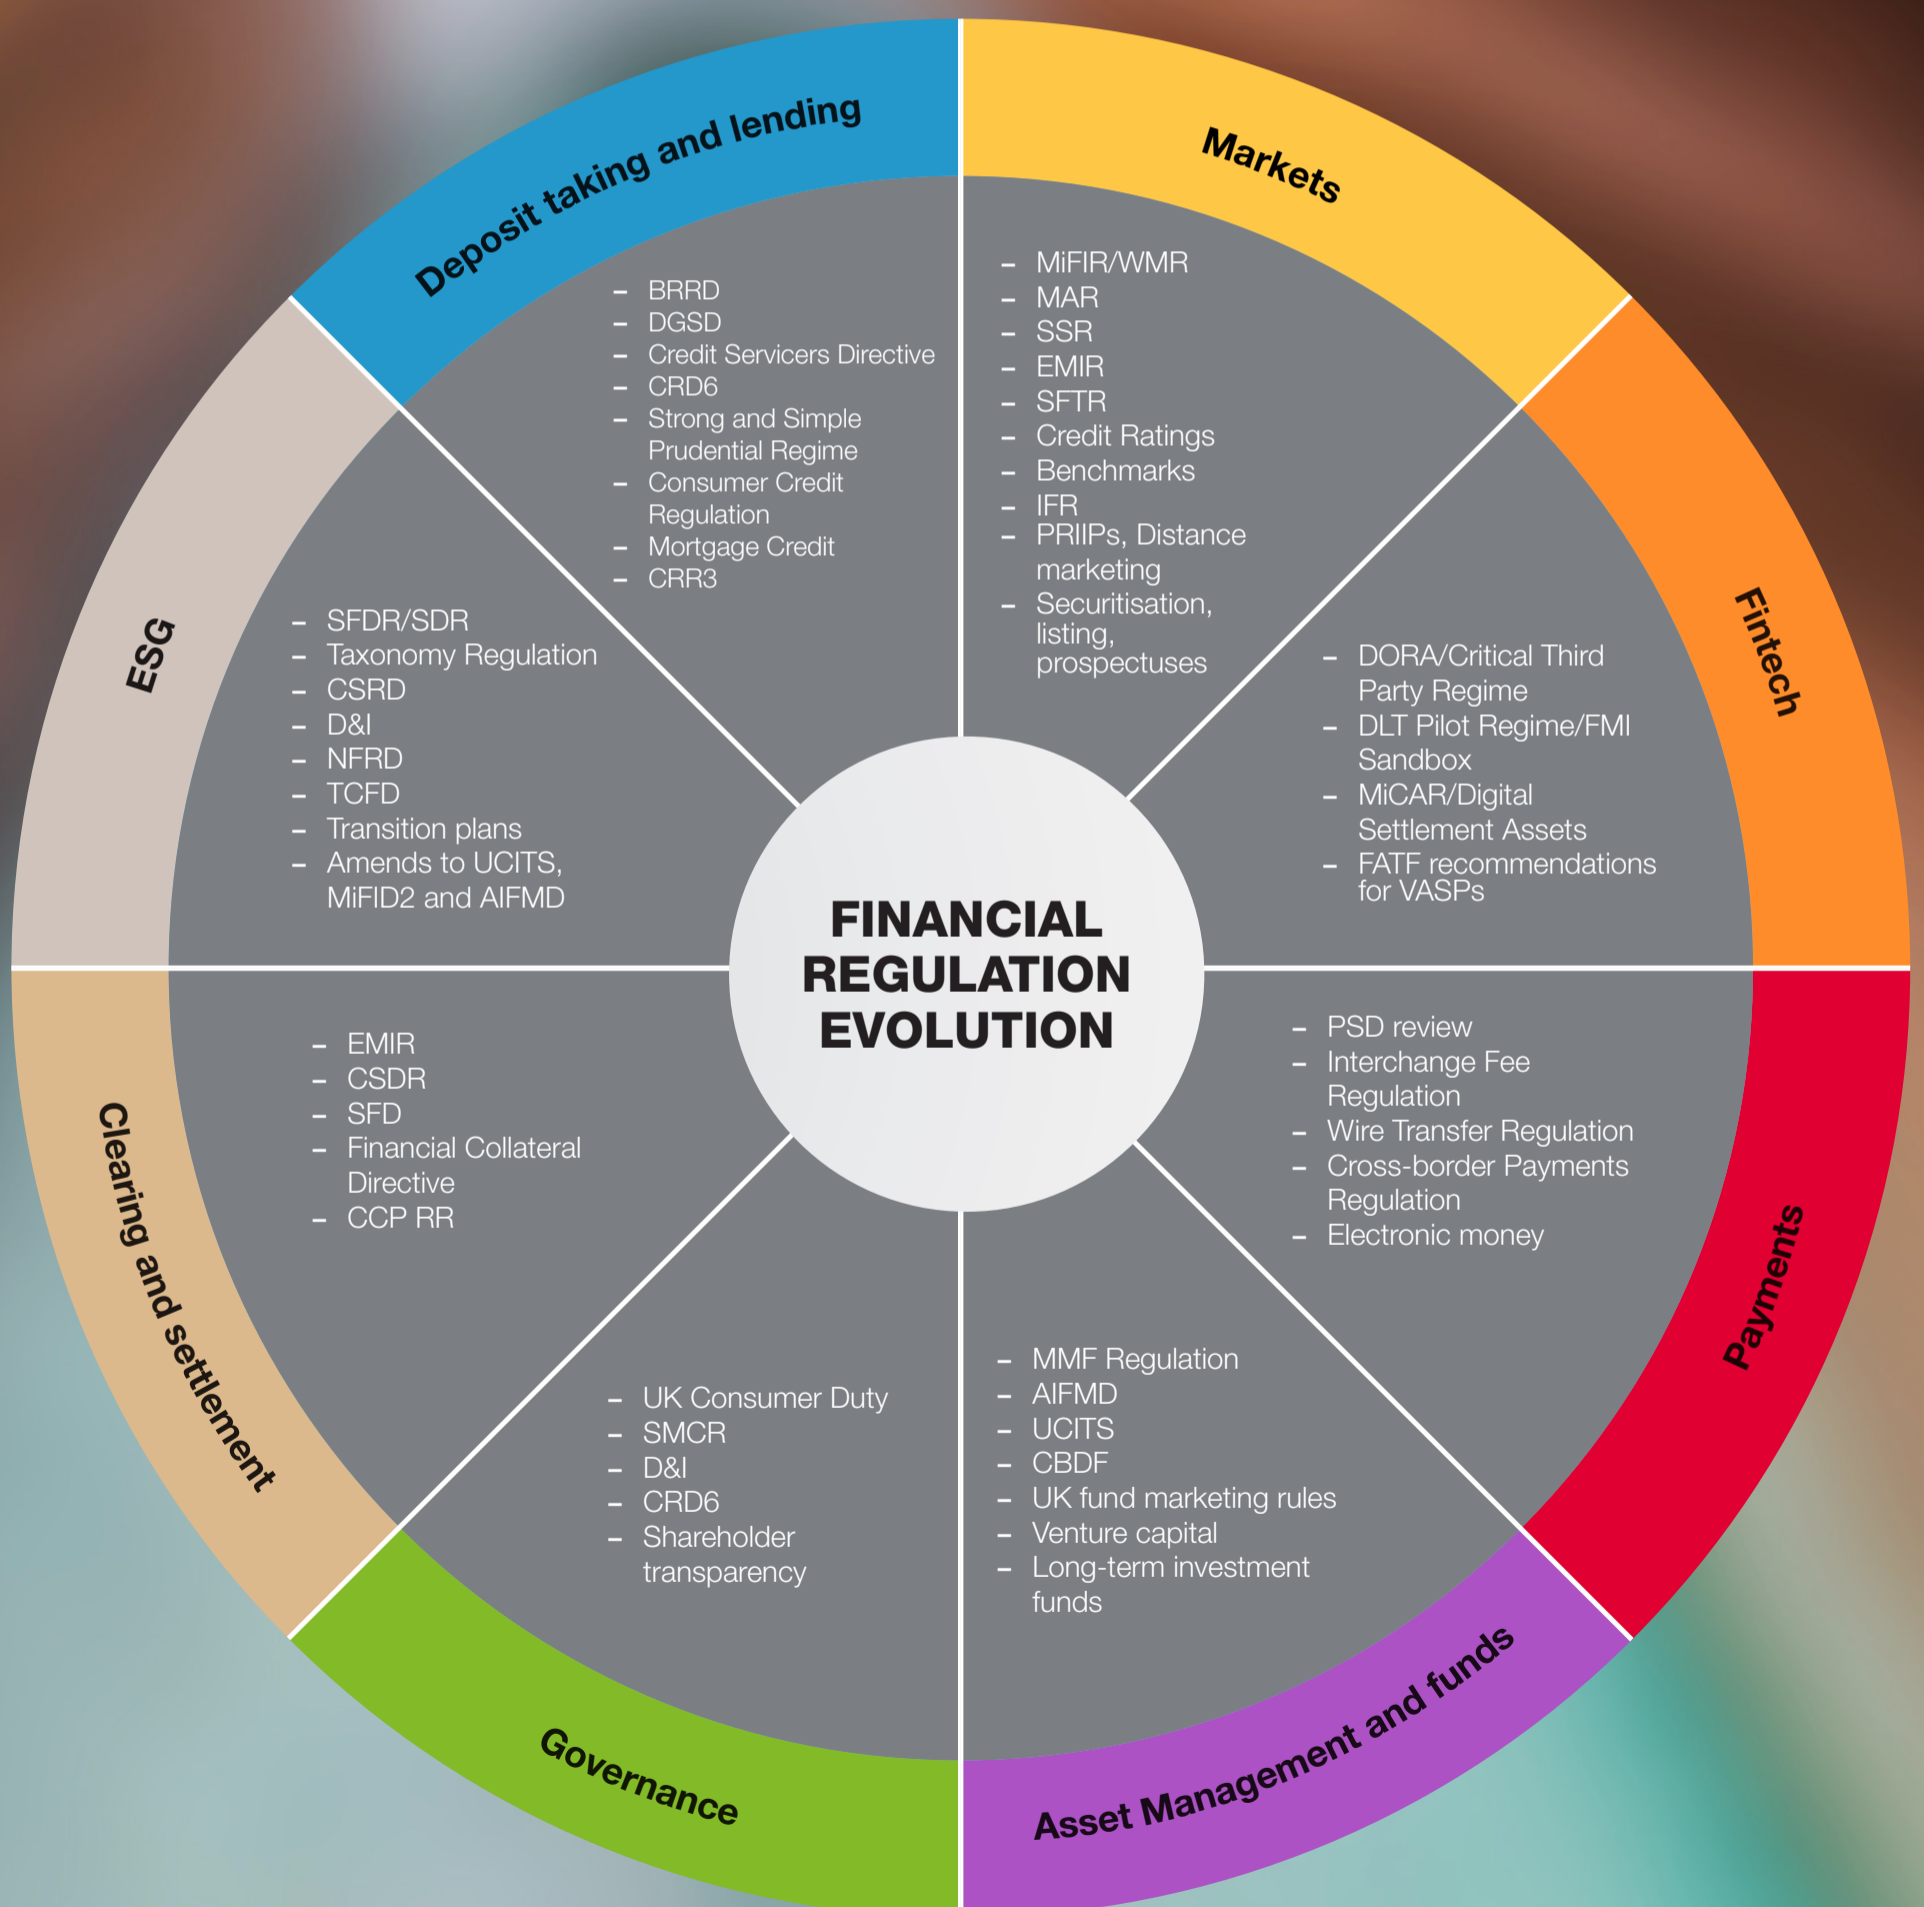 Deposit taking and lending
– BRRD
– DGSD
– Credit Servicers Directive
– CRD6
– Strong and Simple
Prudential Regime
– Consumer Credit
Regulation
– Mortgage Credit
– CRR3
Markets
– MiFIR/WMR
– MAR
– SSR
– EMIR
– SFTR
– Credit Ratings
– Benchmarks
– IFR
– PRIIPs, Distance
marketing
– Securitisation,
listing,
prospectuses
Fintech
– DORA/Critical Third
Party Regime
– DLT Pilot Regime/FMI
Sandbox
– MiCAR/Digital
Settlement Assets
– FATF recommendations
for VASPs
Payments
– PSD review
– Interchange Fee
Regulation
– Wire Transfer Regulation
– Cross-border Payments
Regulation
– Electronic money
Asset Management and funds
– MMF Regulation
– AIFMD
– UCITS
– CBDF
– UK fund marketing rules
– Venture capital
– Long-term investment
funds
Governance
– UK Consumer Duty
– SMCR
– D&I
– CRD6
– Shareholder
transparency
Clearing and settlement
– EMIR
– CSDR
– SFD
– Financial Collateral
Directive
– CCP RR
ESG
– SFDR/SDR
– Taxonomy Regulation
– CSRD
– D&I
– NFRD
– TCFD
– Transition plans
– Amends to UCITS,
MiFID2 and AIFMD
FINANCIAL
REGULATION
EVOLUTION